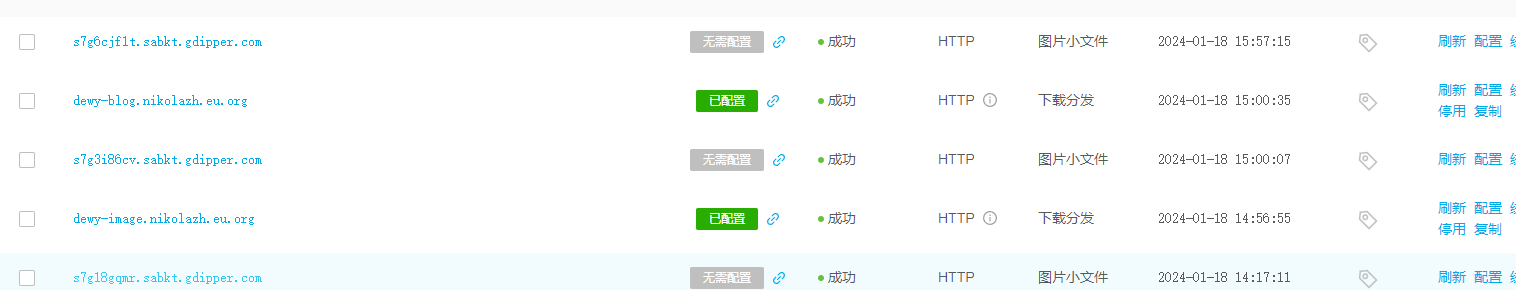 s7g6cjflt.sabkt.gdipper.com 无需配置 成功 HTTP 图片小文件 2024-01-18 15:57:15 刷新 配置
dewy-blog.nikolazh.eu.org 已配置 成功 HTTP 下载分发 2024-01-18 15:00:35 刷新 配置
停用 复制
s7g3i86cv.sabkt.gdipper.com 无需配置 成功 HTTP 图片小文件 2024-01-18 15:00:07 刷新 配置
dewy-image.nikolazh.eu.org 已配置 成功 HTTP 下载分发 2024-01-18 14:56:55 刷新 配置
停用 复制
s7g18gqmr.sabkt.gdipper.com 无需配置 成功 HTTP 图片小文件 2024-01-18 14:17:11 刷新 配置